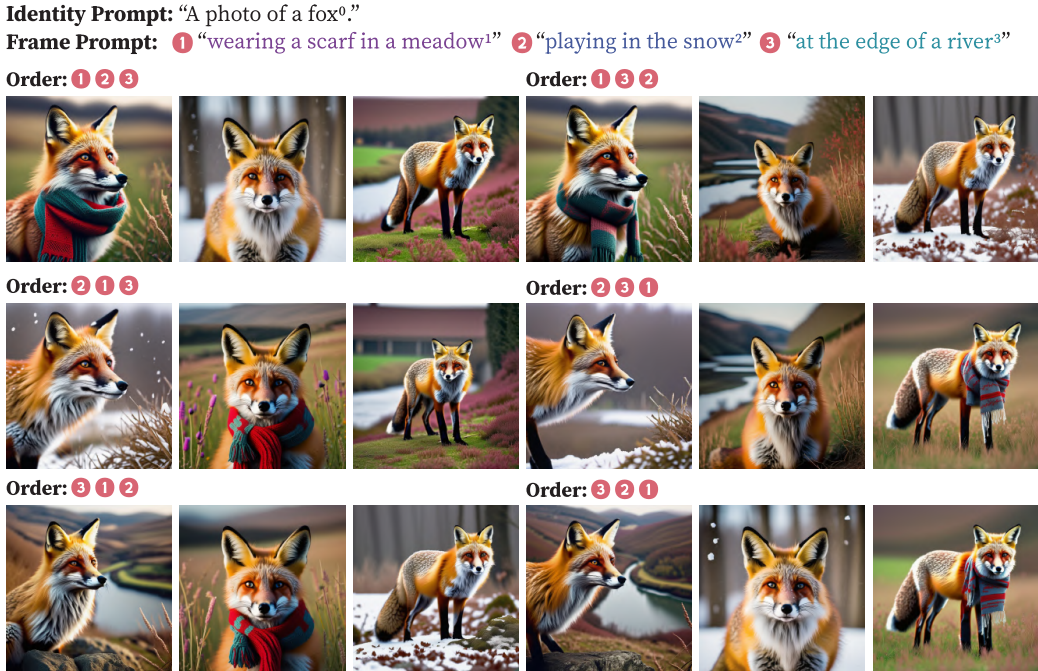 Identity Prompt: “A photo of a fox⁰.”
Frame Prompt: 1 “wearing a scarf in a meadow¹” 2 “playing in the snow²” 3 “at the edge of a river³”
Order: 1 2 3
Order: 1 3 2
Order: 2 1 3
Order: 2 3 1
Order: 3 1 2
Order: 3 2 1